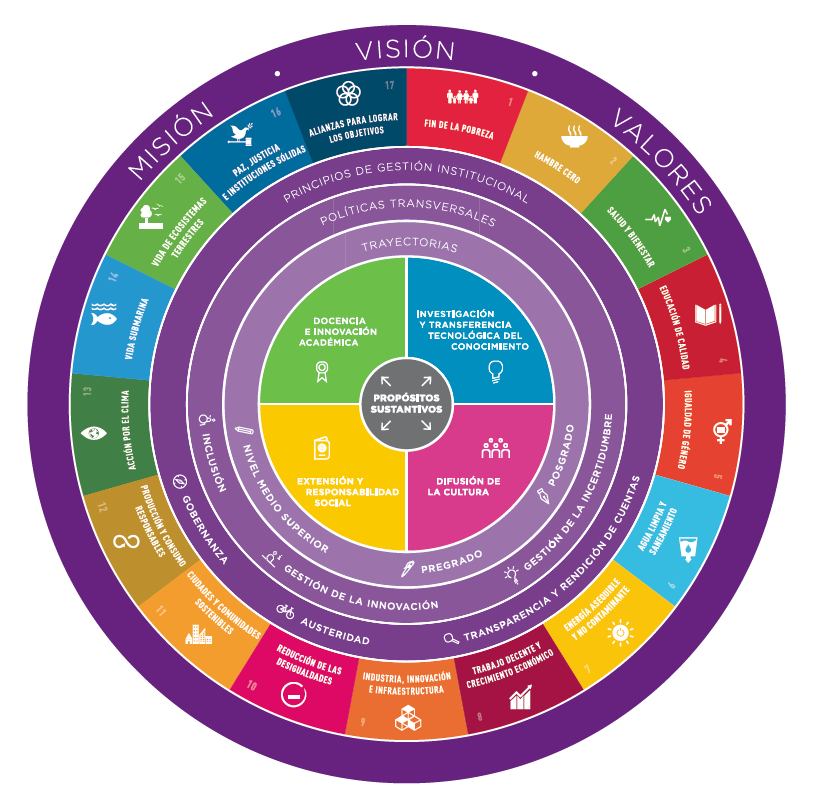 VISIÓN
MISIÓN
VALORES
1
FIN DE LA POBREZA
2
HAMBRE CERO
3
SALUD Y BIENESTAR
4
EDUCACIÓN DE CALIDAD
5
IGUALDAD DE GÉNERO
6
AGUA LIMPIA Y
SANEAMIENTO
7
ENERGÍA ASEQUIBLE
Y NO CONTAMINANTE
8
TRABAJO DECENTE Y
CRECIMIENTO ECONÓMICO
9
INDUSTRIA, INNOVACIÓN
E INFRAESTRUCTURA
10
REDUCCIÓN DE LAS
DESIGUALDADES
11
CIUDADES Y COMUNIDADES
SOSTENIBLES
12
PRODUCCIÓN Y CONSUMO
RESPONSABLES
13
ACCIÓN POR EL CLIMA
14
VIDA SUBMARINA
15
VIDA DE ECOSISTEMAS
TERRESTRES
16
PAZ, JUSTICIA
E INSTITUCIONES SÓLIDAS
17
ALIANZAS PARA LOGRAR
LOS OBJETIVOS
PRINCIPIOS DE GESTIÓN INSTITUCIONAL
GOBERNANZA
AUSTERIDAD
TRANSPARENCIA Y RENDICIÓN DE CUENTAS
POLÍTICAS TRANSVERSALES
INCLUSIÓN
GESTIÓN DE LA INNOVACIÓN
GESTIÓN DE LA INCERTIDUMBRE
TRAYECTORIAS
NIVEL MEDIO SUPERIOR
PREGRADO
POSGRADO
DOCENCIA
E INNOVACIÓN
ACADÉMICA
INVESTIGACIÓN
Y TRANSFERENCIA
TECNOLÓGICA DEL
CONOCIMIENTO
PROPÓSITOS
SUSTANTIVOS
EXTENSIÓN Y
RESPONSABILIDAD
SOCIAL
DIFUSIÓN DE
LA CULTURA